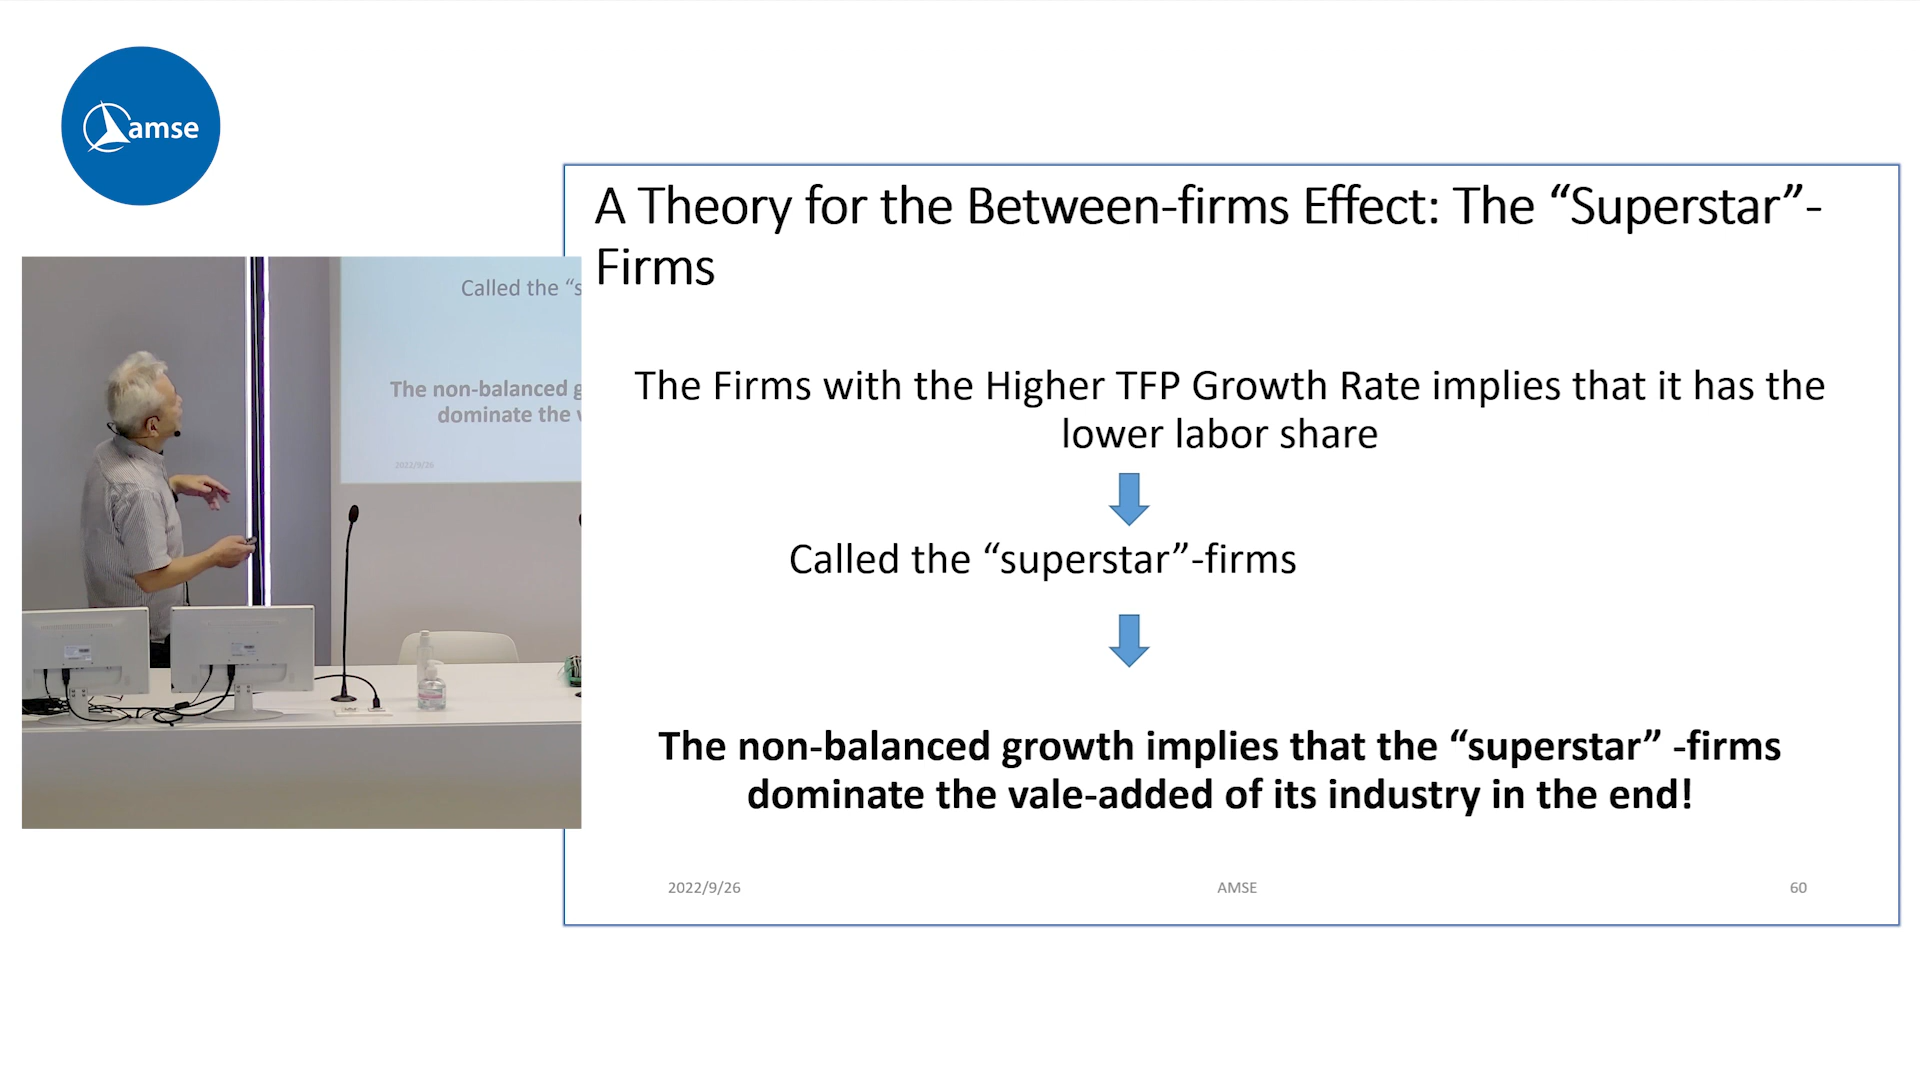 amse
A Theory for the Between-firms Effect: The “Superstar”-
Firms
The Firms with the Higher TFP Growth Rate implies that it has the
lower labor share
Called the “superstar”-firms
The non-balanced growth implies that the “superstar” -firms
dominate the vale-added of its industry in the end!
2022/9/26
AMSE
60
Called the “s
The non-balanced g
dominate the v
2022/9/26